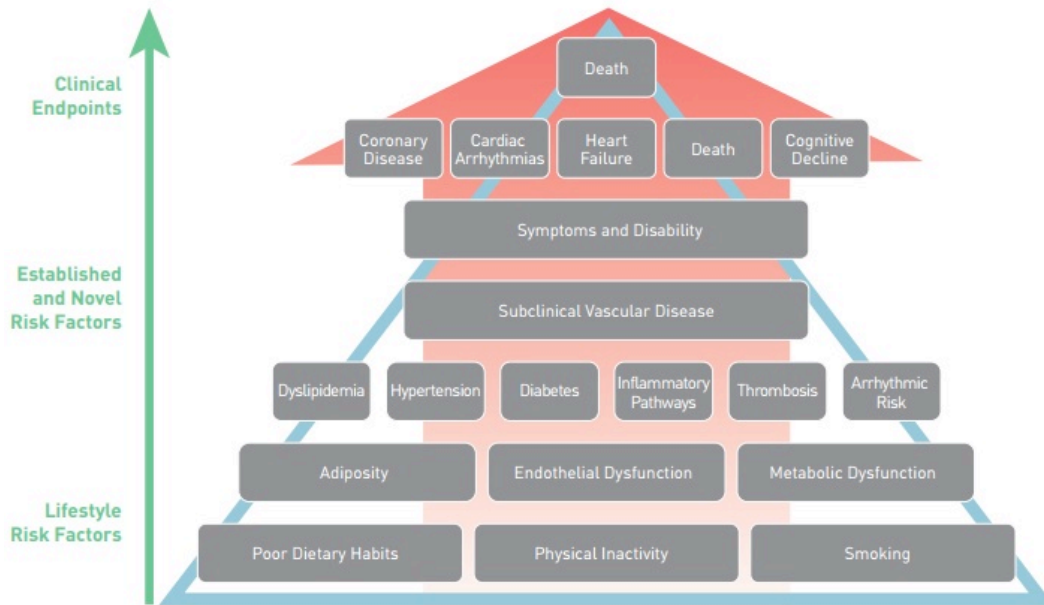 Clinical
Endpoints
Death
Coronary
Disease
Cardiac
Arrhythmias
Heart
Failure
Death
Cognitive
Decline
Symptoms and Disability
Established
and Novel
Risk Factors
Subclinical Vascular Disease
Dyslipidemia
Hypertension
Diabetes
Inflammatory
Pathways
Thrombosis
Arrhythmic
Risk
Adiposity
Endothelial Dysfunction
Metabolic Dysfunction
Lifestyle
Risk Factors
Poor Dietary Habits
Physical Inactivity
Smoking